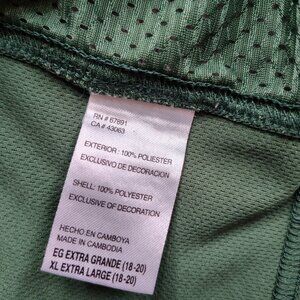 RN # 67691
CA # 43063
EXTERIOR: 100% POLIESTER
EXCLUSIVO DE DECORACION
SHELL: 100% POLYESTER
EXCLUSIVE OF DECORATION
HECHO EN CAMBOYA
MADE IN CAMBODIA
EG EXTRA GRANDE (18-20)
XL EXTRA LARGE (18-20)